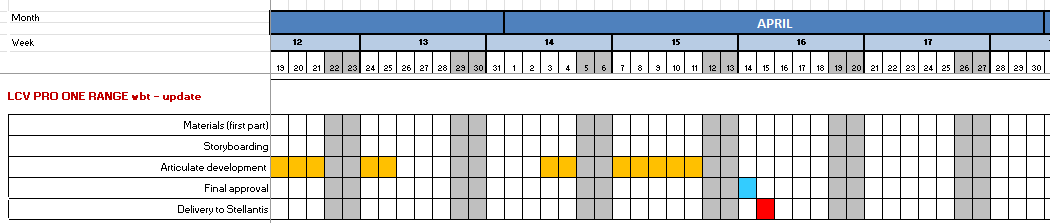 Month APRIL
Week 12 13 14 15 16 17
19 20 21 22 23 24 25 26 27 28 29 30 31 1 2 3 4 5 6 7 8 9 10 11 12 13 14 15 16 17 18 19 20 21 22 23 24 25 26 27 28 29 30
LCV PRO ONE RANGE wbt - update
Materials (first part)
Storyboarding
Articulate development
Final approval
Delivery to Stellantis